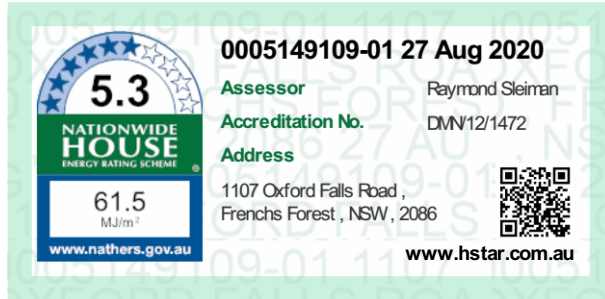 5.3
NATIONWIDE
HOUSE
ENERGY RATING SCHEME ®
61.5
MJ/m²
www.nathers.gov.au
0005149109-01 27 Aug 2020
Assessor Raymond Sleiman
Accreditation No. DMN/12/1472
Address
1107 Oxford Falls Road ,
Frenchs Forest , NSW , 2086
www.hstar.com.au